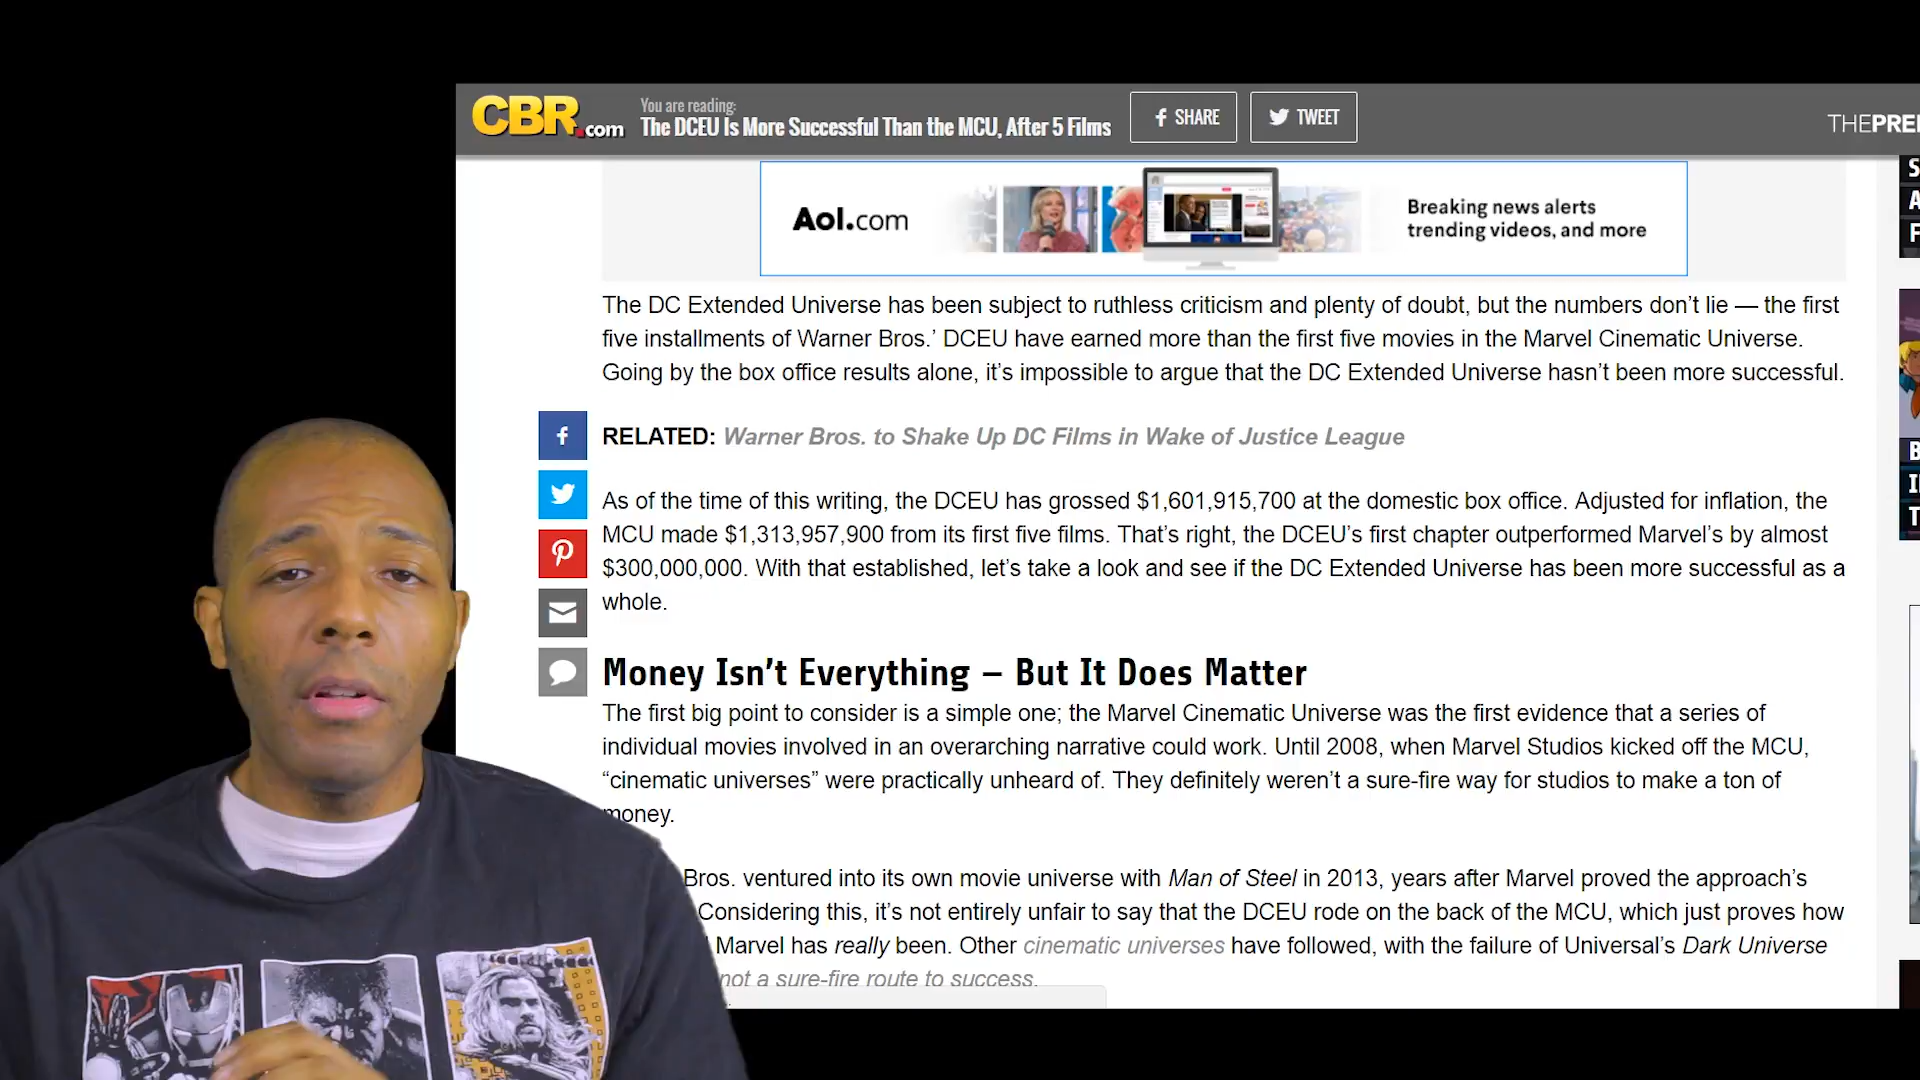 CBR.com
You are reading:
The DCEU Is More Successful Than the MCU, After 5 Films
SHARE
TWEET
THEPREI
Aol.com
Breaking news alerts
trending videos, and more
The DC Extended Universe has been subject to ruthless criticism and plenty of doubt, but the numbers don’t lie — the first
five installments of Warner Bros.’ DCEU have earned more than the first five movies in the Marvel Cinematic Universe.
Going by the box office results alone, it’s impossible to argue that the DC Extended Universe hasn’t been more successful.
RELATED: Warner Bros. to Shake Up DC Films in Wake of Justice League
As of the time of this writing, the DCEU has grossed $1,601,915,700 at the domestic box office. Adjusted for inflation, the
MCU made $1,313,957,900 from its first five films. That’s right, the DCEU’s first chapter outperformed Marvel’s by almost
$300,000,000. With that established, let’s take a look and see if the DC Extended Universe has been more successful as a
whole.
Money Isn’t Everything – But It Does Matter
The first big point to consider is a simple one; the Marvel Cinematic Universe was the first evidence that a series of
individual movies involved in an overarching narrative could work. Until 2008, when Marvel Studios kicked off the MCU,
“cinematic universes” were practically unheard of. They definitely weren’t a sure-fire way for studios to make a ton of
money.
Bros. ventured into its own movie universe with Man of Steel in 2013, years after Marvel proved the approach’s
Considering this, it’s not entirely unfair to say that the DCEU rode on the back of the MCU, which just proves how
Marvel has really been. Other cinematic universes have followed, with the failure of Universal’s Dark Universe
not a sure-fire route to success.